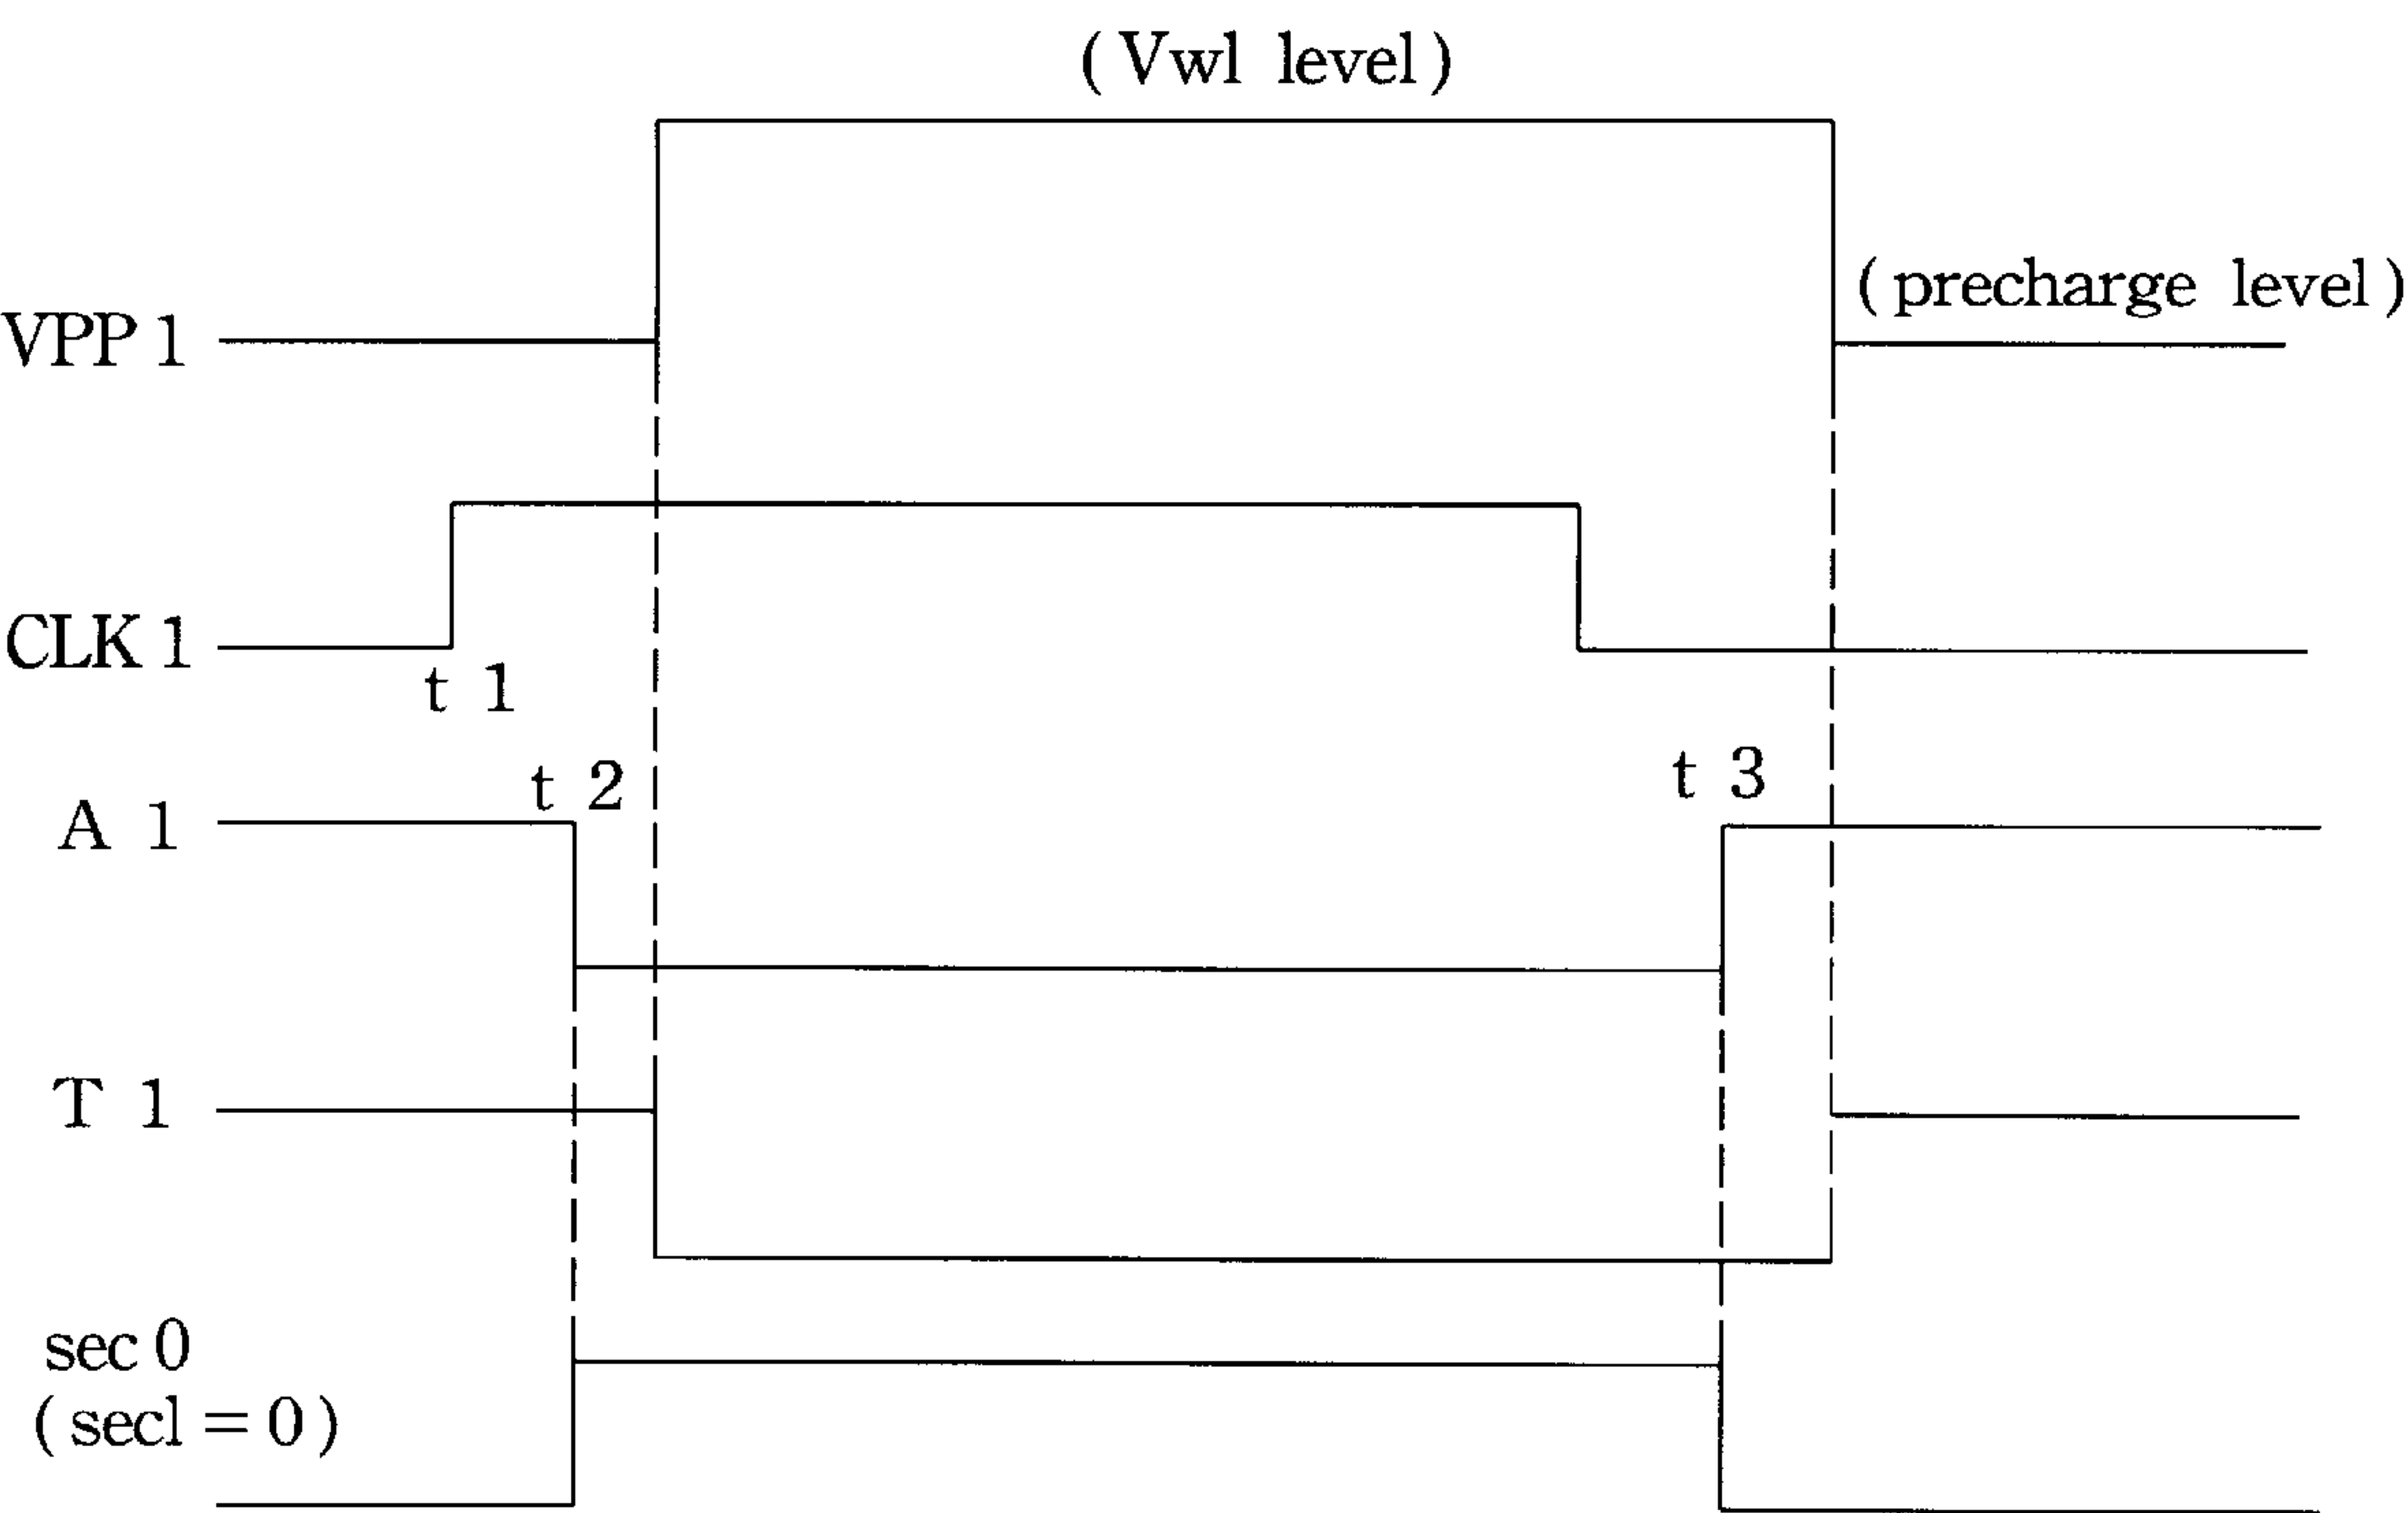 (Vwl level)
(precharge level)
VPP 1
CLK 1
t 1
t 2
t 3
A 1
T 1
sec 0
(secl = 0)